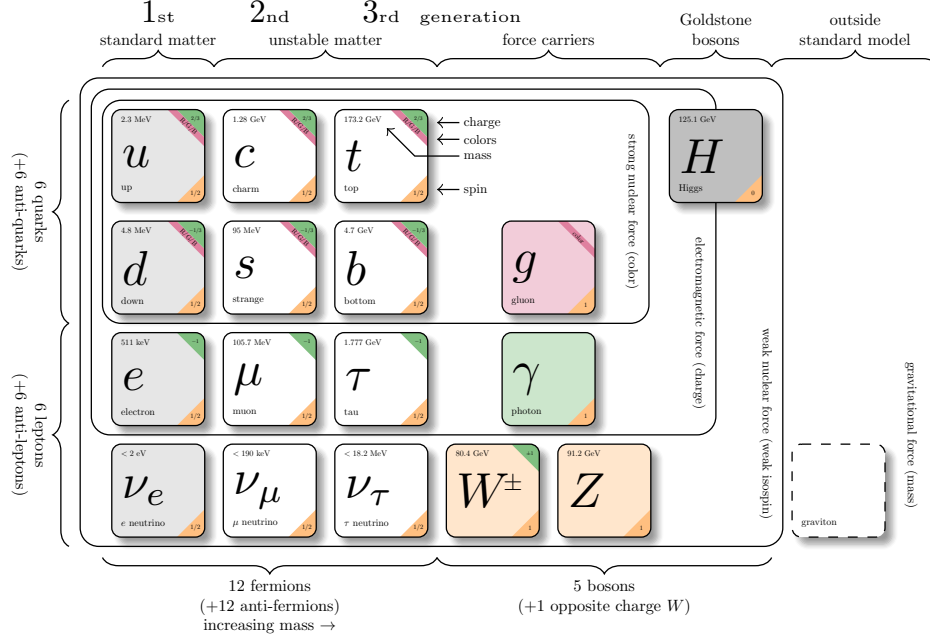 1st 2nd 3rd generation
standard matter
unstable matter
force carriers
Goldstone
bosons
outside
standard model
6 quarks
(+6 anti-quarks)
6 leptons
(+6 anti-leptons)
2.3 MeV
2/3
R/G/B
u
up
1/2
1.28 GeV
2/3
R/G/B
c
charm
1/2
173.2 GeV
2/3
R/G/B
t
top
1/2
charge
colors
mass
spin
strong nuclear force (color)
125.1 GeV
H
Higgs
0
4.8 MeV
−1/3
R/G/B
d
down
1/2
95 MeV
−1/3
R/G/B
s
strange
1/2
4.7 GeV
−1/3
R/G/B
b
bottom
1/2
color
g
gluon
1
electromagnetic force (charge)
511 keV
−1
e
electron
1/2
105.7 MeV
−1
μ
muon
1/2
1.777 GeV
−1
τ
tau
1/2
γ
photon
1
weak nuclear force (weak isospin)
gravitational force (mass)
< 2 eV
νe
e neutrino
1/2
< 190 keV
νμ
μ neutrino
1/2
< 18.2 MeV
ντ
τ neutrino
1/2
80.4 GeV
±1
W±
1
91.2 GeV
Z
1
graviton
12 fermions
(+12 anti-fermions)
increasing mass →
5 bosons
(+1 opposite charge W)